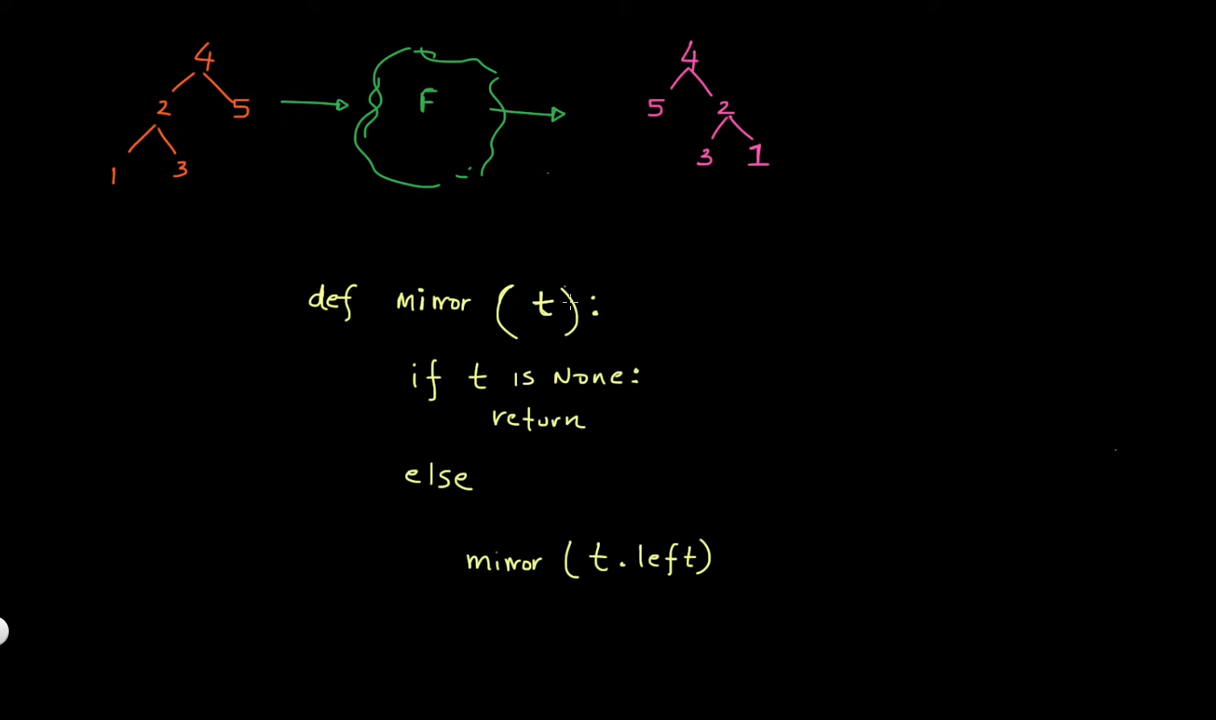 4
2 5
1 3
F
4
5 2
3 1
def mirror (t):
if t is None:
return
else
mirror (t.left)